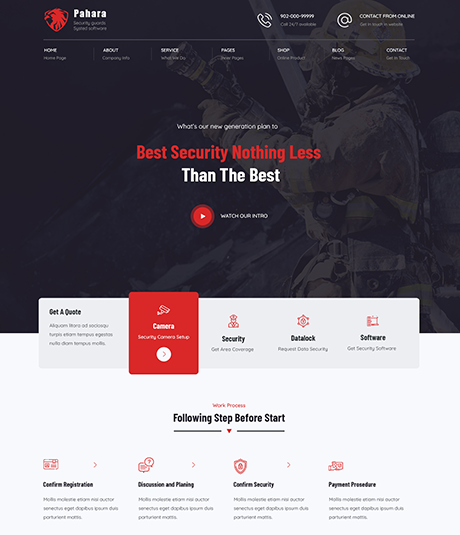 Pahara
Security guards
System software
902-000-99999
Call 24/7 available
CONTACT FROM ONLINE
Get in touch to website
HOME
Home Page
ABOUT
Company Info
SERVICE
What We Do
PAGES
Inner Pages
SHOP
Online Product
BLOG
News Pages
CONTACT
Get in Touch
What's our new generation plan to
Best Security Nothing Less
Than The Best
WATCH OUR INTRO
Get A Quote
Aliquam litora ad sociosqu
turpis etiam tempus egestas
nulla diam tempus mollis.
Camera
Security Camera Setup
Security
Get Area Coverage
Datalock
Request Data Security
Software
Get Security Software
Work Process
Following Step Before Start
Confirm Registration
Mollis molestie etiam nisi auctor
senectus eget dapibus ipsum duis
parturient mattis.
Discussion and Planing
Mollis molestie etiam nisi auctor
senectus eget dapibus ipsum duis
parturient mattis.
Confirm Security
Mollis molestie etiam nisi auctor
senectus eget dapibus ipsum duis
parturient mattis.
Payment Prosedure
Mollis molestie etiam nisi auctor
senectus eget dapibus ipsum duis
parturient mattis.